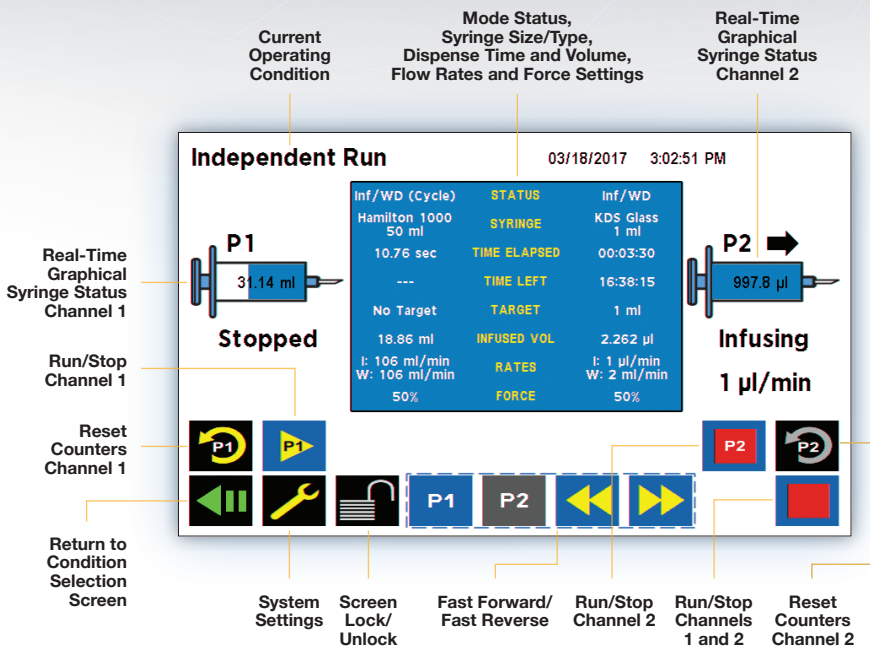 Current
Operating
Condition
Mode Status,
Syringe Size/Type,
Dispense Time and Volume,
Flow Rates and Force Settings
Real-Time
Graphical
Syringe Status
Channel 2
Independent Run
03/18/2017 3:02:51 PM
Inf/WD (Cycle) STATUS Inf/WD
Hamilton 1000
50 ml
SYRINGE
KDS Glass
1 ml
10.76 sec TIME ELAPSED 00:03:30
--- TIME LEFT 16:38:15
No Target TARGET 1 ml
18.86 ml INFUSED VOL 2.262 µl
I: 106 ml/min
W: 106 ml/min
RATES
I: 1 µl/min
W: 2 ml/min
50% FORCE 50%
P1
31.14 ml
Stopped
P2
997.8 µl
Infusing
1 µl/min
Real-Time
Graphical
Syringe Status
Channel 1
Run/Stop
Channel 1
Reset
Counters
Channel 1
Return to
Condition
Selection
Screen
P1
P1
P2
P2
P1
P2
System
Settings
Screen
Lock/
Unlock
Fast Forward/
Fast Reverse
Run/Stop
Channel 2
Run/Stop
Channels
1 and 2
Reset
Counters
Channel 2